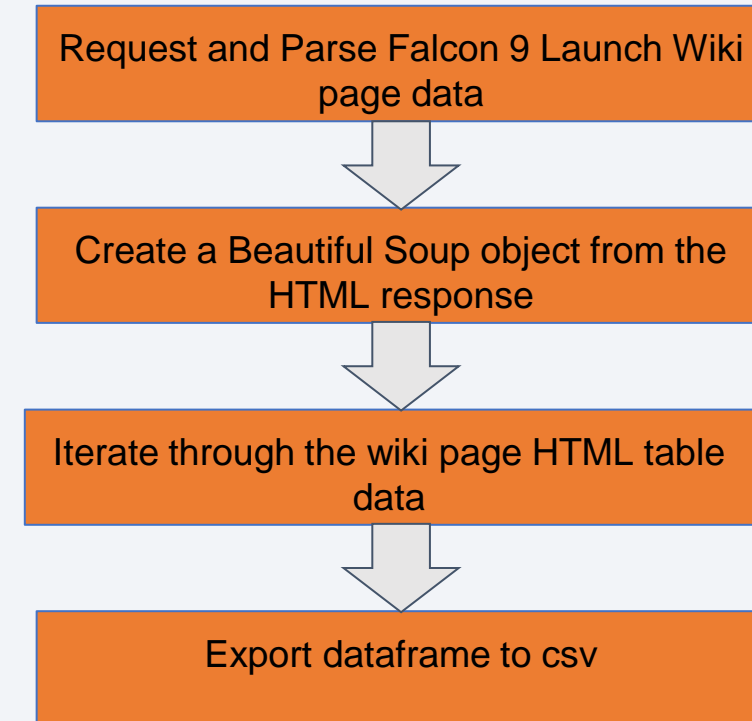 Request and Parse Falcon 9 Launch Wiki
page data
Create a Beautiful Soup object from the
HTML response
Iterate through the wiki page HTML table
data
Export dataframe to csv